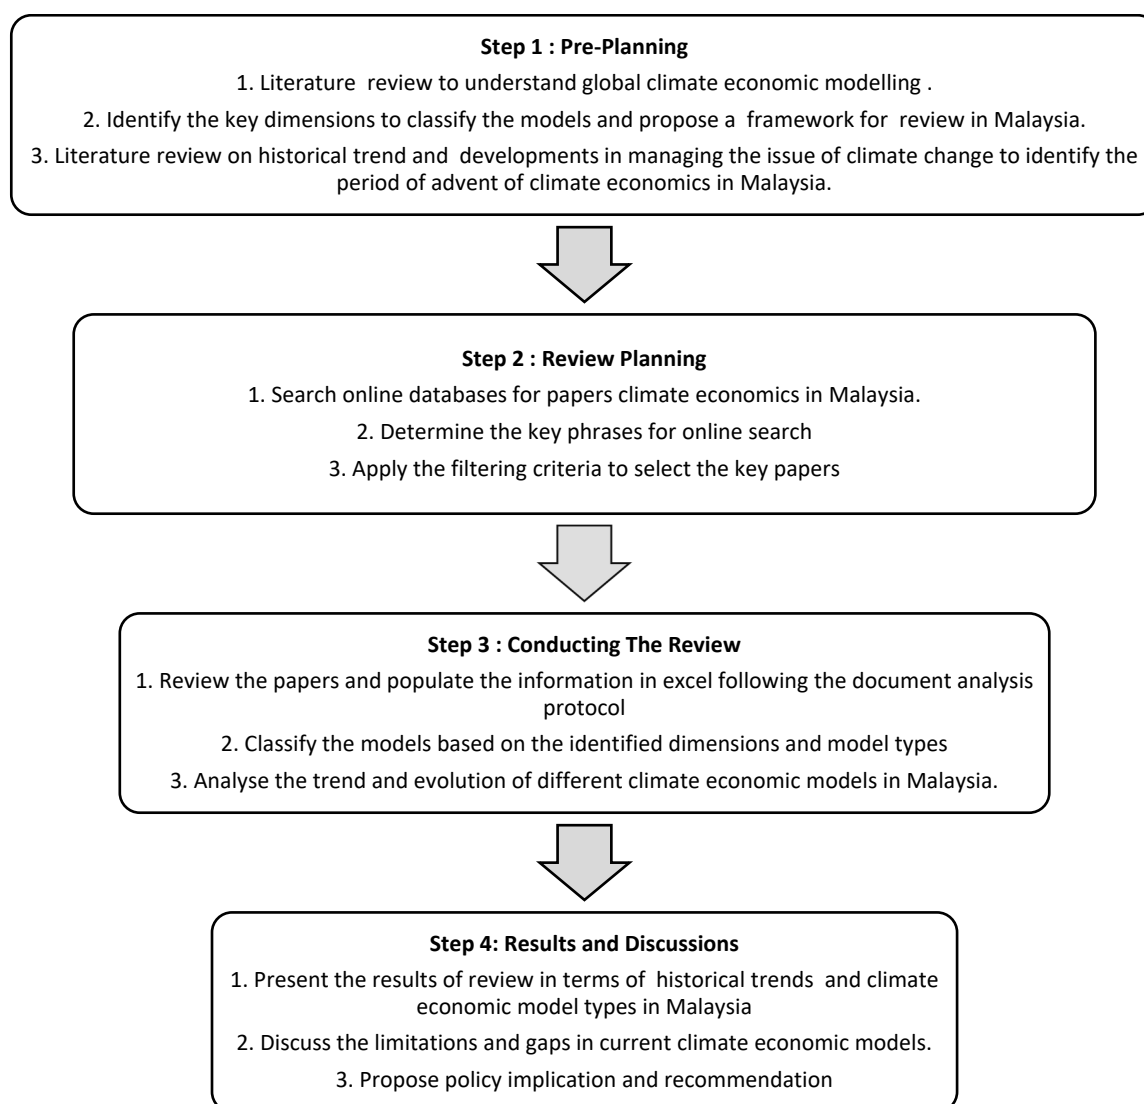 Step 1 : Pre-Planning
1. Literature review to understand global climate economic modelling .
2. Identify the key dimensions to classify the models and propose a framework for review in Malaysia.
3. Literature review on historical trend and developments in managing the issue of climate change to identify the
period of advent of climate economics in Malaysia.
Step 2 : Review Planning
1. Search online databases for papers climate economics in Malaysia.
2. Determine the key phrases for online search
3. Apply the filtering criteria to select the key papers
Step 3 : Conducting The Review
1. Review the papers and populate the information in excel following the document analysis
protocol
2. Classify the models based on the identified dimensions and model types
3. Analyse the trend and evolution of different climate economic models in Malaysia.
Step 4: Results and Discussions
1. Present the results of review in terms of historical trends and climate
economic model types in Malaysia
2. Discuss the limitations and gaps in current climate economic models.
3. Propose policy implication and recommendation